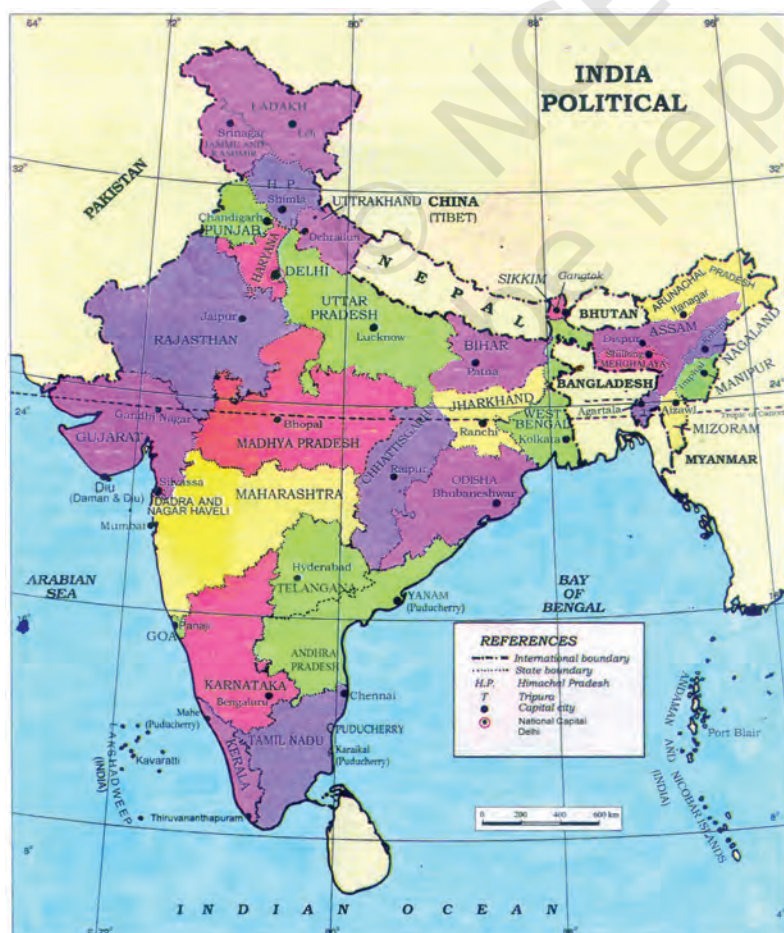 64°
72°
80°
88°
96°
© NCE
INDIA
POLITICAL
LADAKH
Srinagar
Leh
JAMMU AND
KASHMIR
32°
32°
PAKISTAN
H. P.
Shimla
UTTRAKHAND
CHINA
(TIBET)
Chandigarh
PUNJAB
Dehradun
HARYANA
DELHI
NEPAL
SIKKIM
Gangtok
ARUNACHAL PRADESH
Itanagar
UTTAR
PRADESH
BHUTAN
Jaipur
RAJASTHAN
Lucknow
ASSAM
Dispur
Kohima
NAGALAND
BIHAR
Patna
Shillong
MEGHALAYA
Imphal
MANIPUR
BANGLADESH
24°
24°
Gandhi Nagar
Bhopal
JHARKHAND
WEST
BENGAL
Agartala
Aizawl
Tropic of Cancer
GUJARAT
MADHYA PRADESH
Ranchi
Kolkata
MIZORAM
CHHATTISGARH
MYANMAR
Raipur
Diu
(Daman & Diu)
Silvassa
DADRA AND
NAGAR HAVELI
MAHARASHTRA
ODISHA
Bhubaneshwar
Mumbai
Hyderabad
TELANGANA
ARABIAN
SEA
YANAM
(Puducherry)
BAY
OF
BENGAL
16°
16°
GOA
Panaji
ANDHRA
PRADESH
REFERENCES
International boundary
State boundary
H.P. Himachal Pradesh
T Tripura
Capital city
National Capital
Delhi
KARNATAKA
Bengaluru
Chennai
Mahe
(Puducherry)
PUDUCHERRY
TAMIL NADU
Karaikal
(Puducherry)
KERALA
LAKSHADWEEP
(INDIA)
Kavaratti
Thiruvananthapuram
ANDAMAN AND NICOBAR ISLANDS
(INDIA)
Port Blair
0 200 400 600 km
8°
INDIAN OCEAN